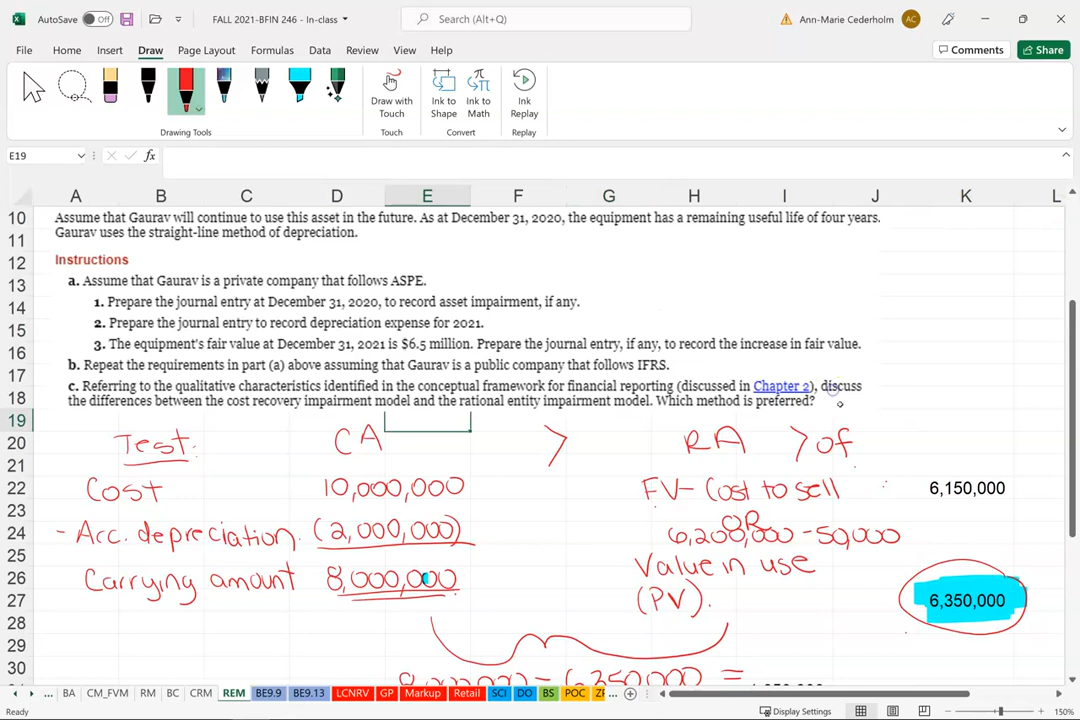 AutoSave Off FALL 2021-BFIN 246 - In-class Search (Alt+Q) Ann-Marie Cederholm AC
File Home Insert Draw Page Layout Formulas Data Review View Help Comments Share
Draw with Touch
Ink to Shape
Ink to Math
Ink Replay
Drawing Tools Touch Convert Replay
E19 fx
A B C D E F G H I J K L
10 Assume that Gaurav will continue to use this asset in the future. As at December 31, 2020, the equipment has a remaining useful life of four years.
11 Gaurav uses the straight-line method of depreciation.
12 Instructions
13 a. Assume that Gaurav is a private company that follows ASPE.
14 1. Prepare the journal entry at December 31, 2020, to record asset impairment, if any.
15 2. Prepare the journal entry to record depreciation expense for 2021.
16 3. The equipment's fair value at December 31, 2021 is $6.5 million. Prepare the journal entry, if any, to record the increase in fair value.
17 b. Repeat the requirements in part (a) above assuming that Gaurav is a public company that follows IFRS.
c. Referring to the qualitative characteristics identified in the conceptual framework for financial reporting (discussed in Chapter 2), discuss
18 the differences between the cost recovery impairment model and the rational entity impairment model. Which method is preferred?
19
20 Test: CA > RA > of
21
22 Cost 10,000,000 FV - Cost to sell 6,150,000
23 OR
24 - Acc. depreciation (2,000,000) 6,200,000 - 50,000
25 Value in use
26 Carrying amount 8,000,000
27 (PV). 6,350,000
28
29
30 8,000,000 - 6,350,000 =
... BA CM_FVM RM BC CRM REM BE9.9 BE9.13 LCNRV GP Markup Retail SCI DO BS POC ...
Ready Display Settings 150%